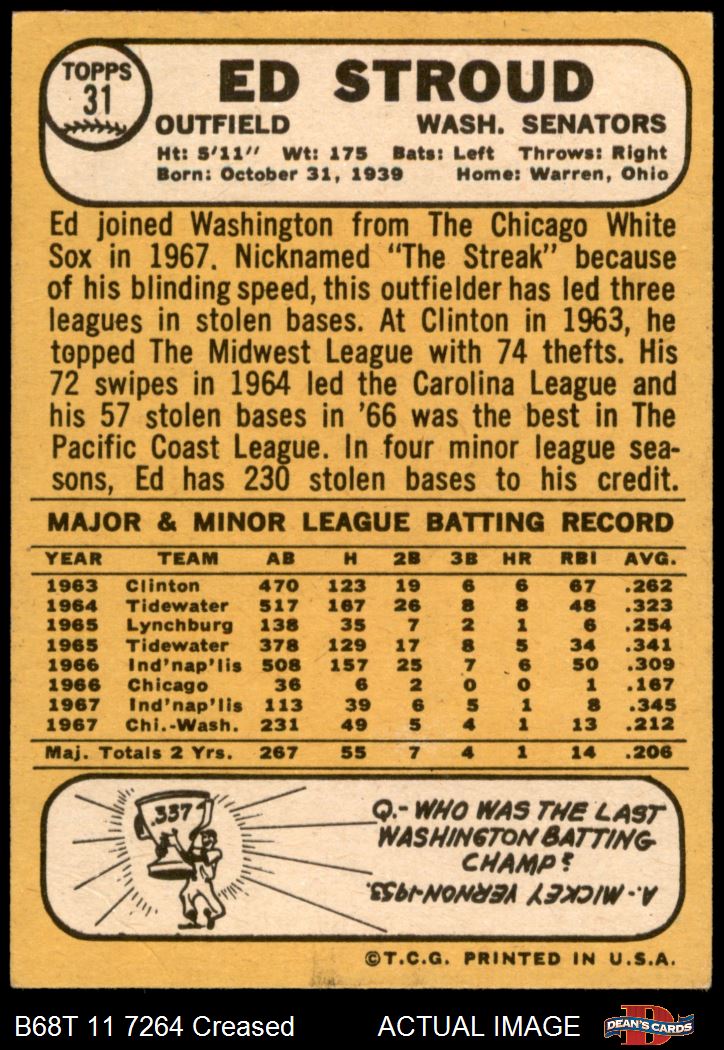 TOPPS
31
ED STROUD
OUTFIELD WASH. SENATORS
Ht: 5'11" Wt: 175 Bats: Left Throws: Right
Born: October 31, 1939 Home: Warren, Ohio
Ed joined Washington from The Chicago White
Sox in 1967. Nicknamed "The Streak" because
of his blinding speed, this outfielder has led three
leagues in stolen bases. At Clinton in 1963, he
topped The Midwest League with 74 thefts. His
72 swipes in 1964 led the Carolina League and
his 57 stolen bases in '66 was the best in The
Pacific Coast League. In four minor league sea-
sons, Ed has 230 stolen bases to his credit.
MAJOR & MINOR LEAGUE BATTING RECORD
YEAR TEAM AB H 2B 3B HR RBI AVG.
1963 Clinton 470 123 19 6 6 67 .262
1964 Tidewater 517 167 26 8 8 48 .323
1965 Lynchburg 138 35 7 2 1 6 .254
1965 Tidewater 378 129 17 8 5 34 .341
1966 Ind'nap'lis 508 157 25 7 6 50 .309
1966 Chicago 36 6 2 0 0 1 .167
1967 Ind'nap'lis 113 39 6 5 1 8 .345
1967 Chi.-Wash. 231 49 5 4 1 13 .212
Maj. Totals 2 Yrs. 267 55 7 4 1 14 .206
.337
Q.- WHO WAS THE LAST
WASHINGTON BATTING
CHAMP?
A.- MICKEY VERNON-1953.
©T.C.G. PRINTED IN U.S.A.
B68T 11 7264 Creased ACTUAL IMAGE DEAN'S CARDS